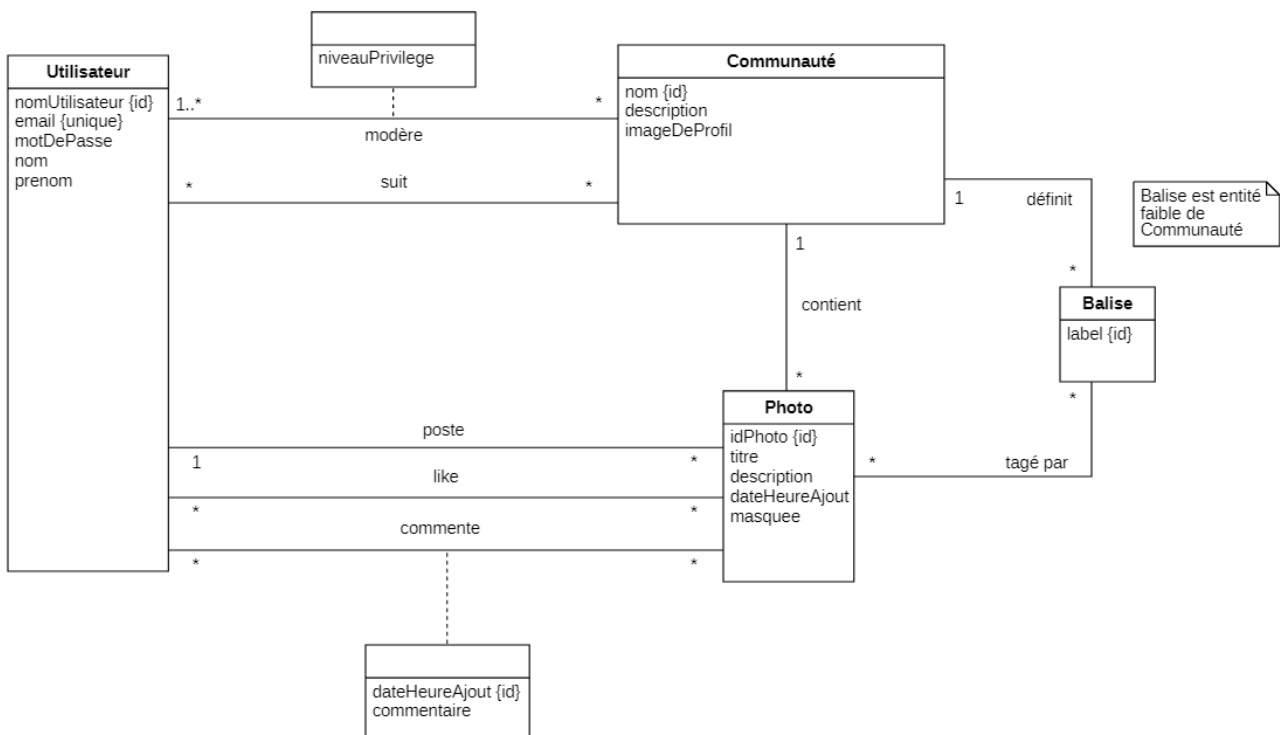 niveauPrivilege
Utilisateur
nomUtilisateur {id}
email {unique}
motDePasse
nom
prenom
Communauté
nom {id}
description
imageDeProfil
1..*
*
modère
*
suit
*
1
définit
*
Balise est entité
faible de
Communauté
1
contient
*
Balise
label {id}
*
Photo
idPhoto {id}
titre
description
dateHeureAjout
masquee
*
tagé par
poste
1
*
like
*
*
commente
*
*
dateHeureAjout {id}
commentaire